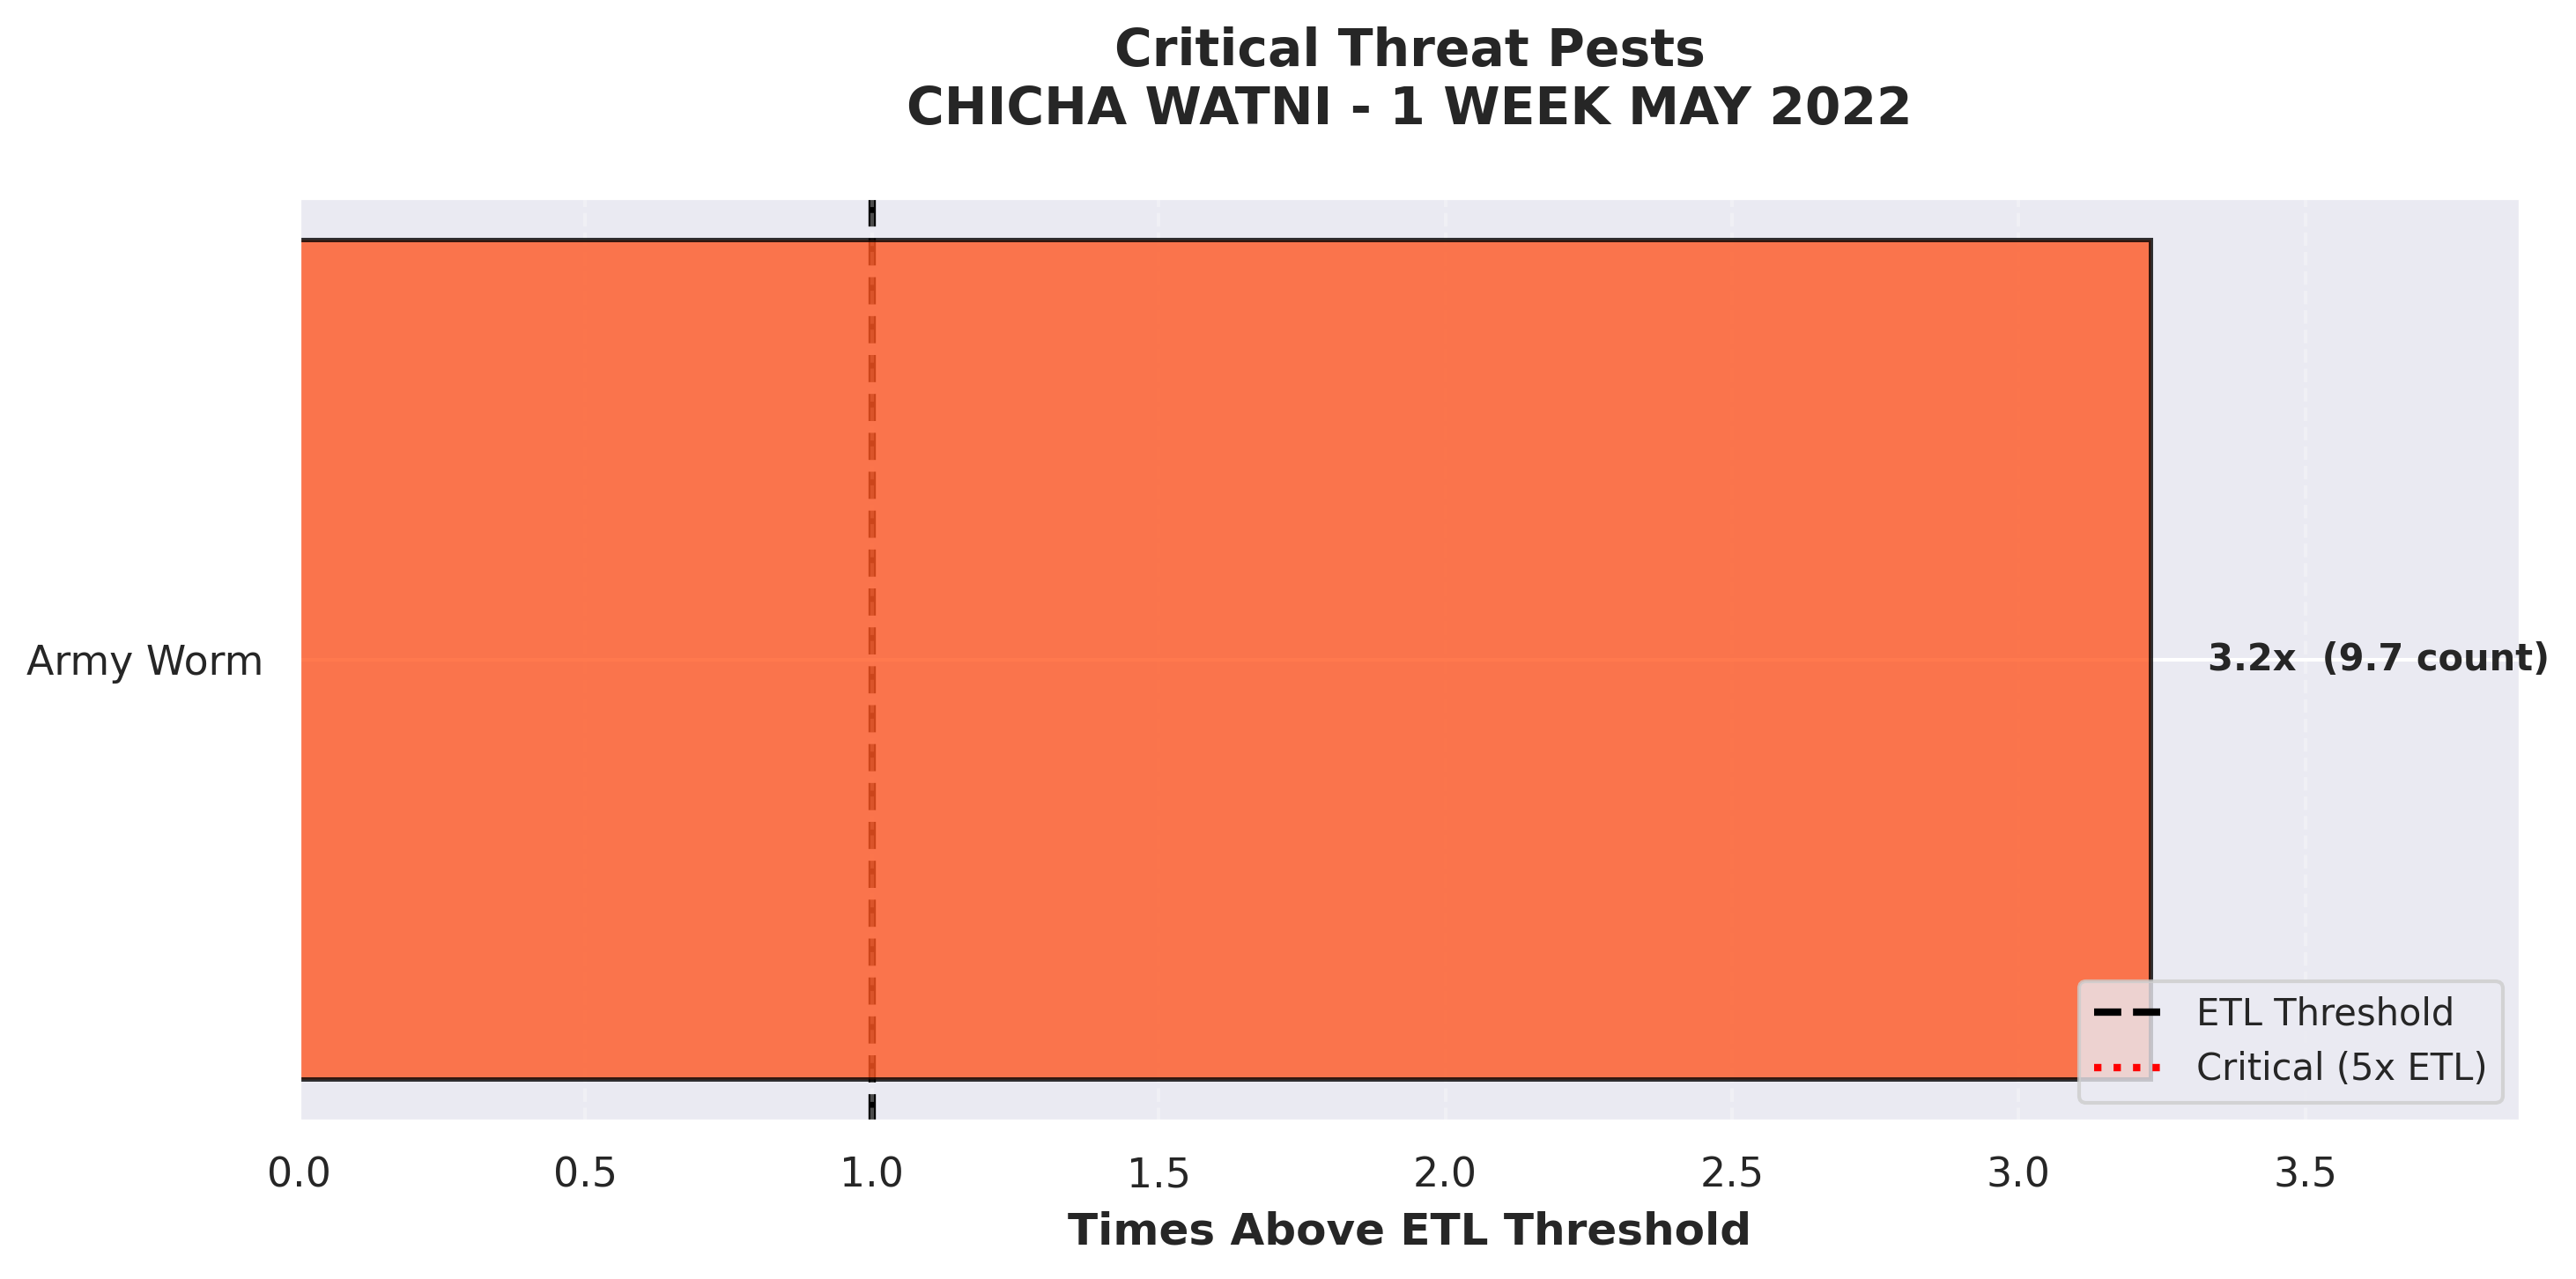 Critical Threat Pests
CHICHA WATNI - 1 WEEK MAY 2022
Army Worm
3.2x  (9.7 count)
ETL Threshold
Critical (5x ETL)
0.0 0.5 1.0 1.5 2.0 2.5 3.0 3.5
Times Above ETL Threshold